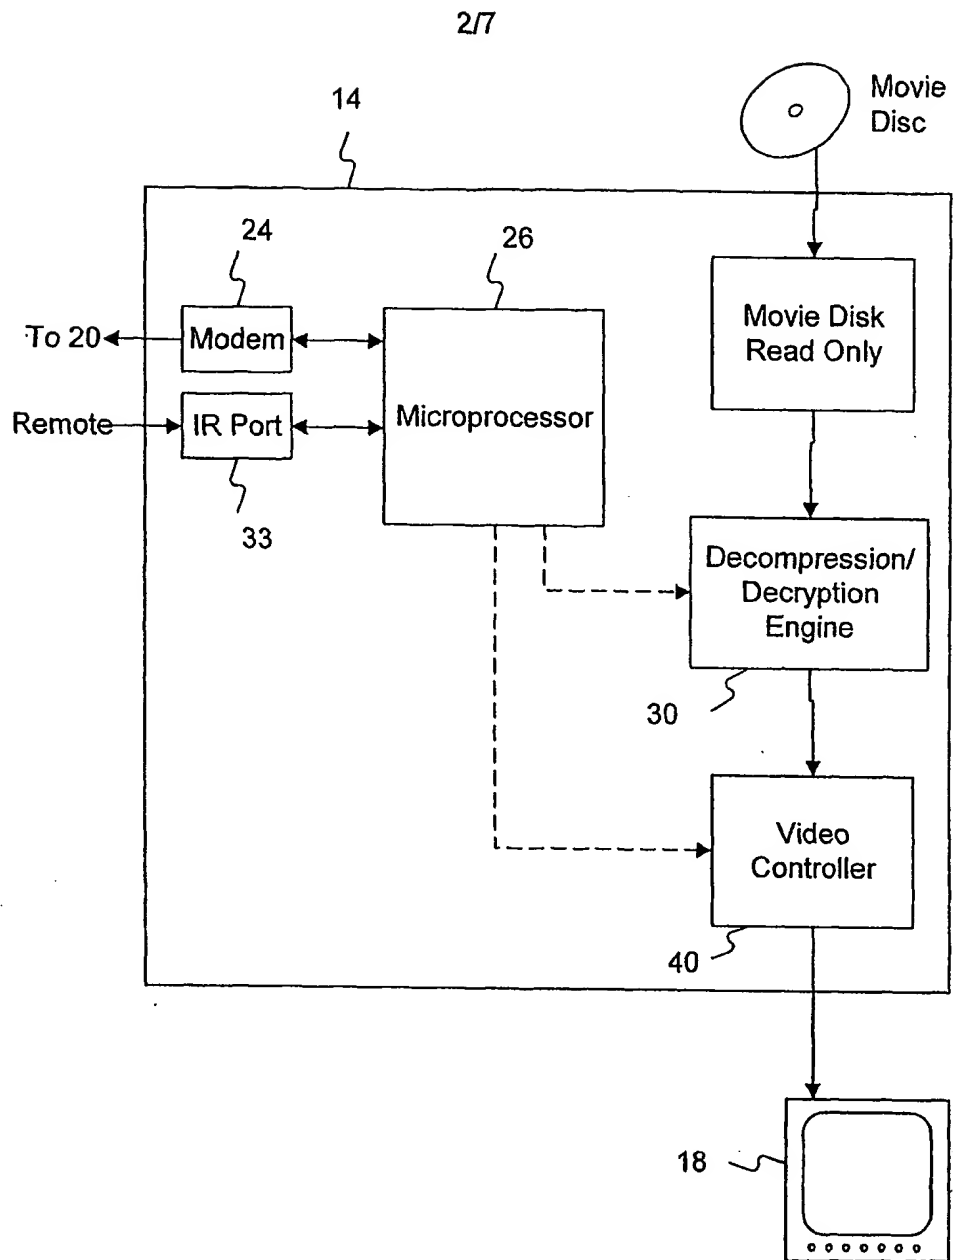 2/7
Movie
Disc
14
24
26
To 20
Modem
Movie Disk
Read Only
Remote
IR Port
Microprocessor
33
Decompression/
Decryption
Engine
30
Video
Controller
40
18